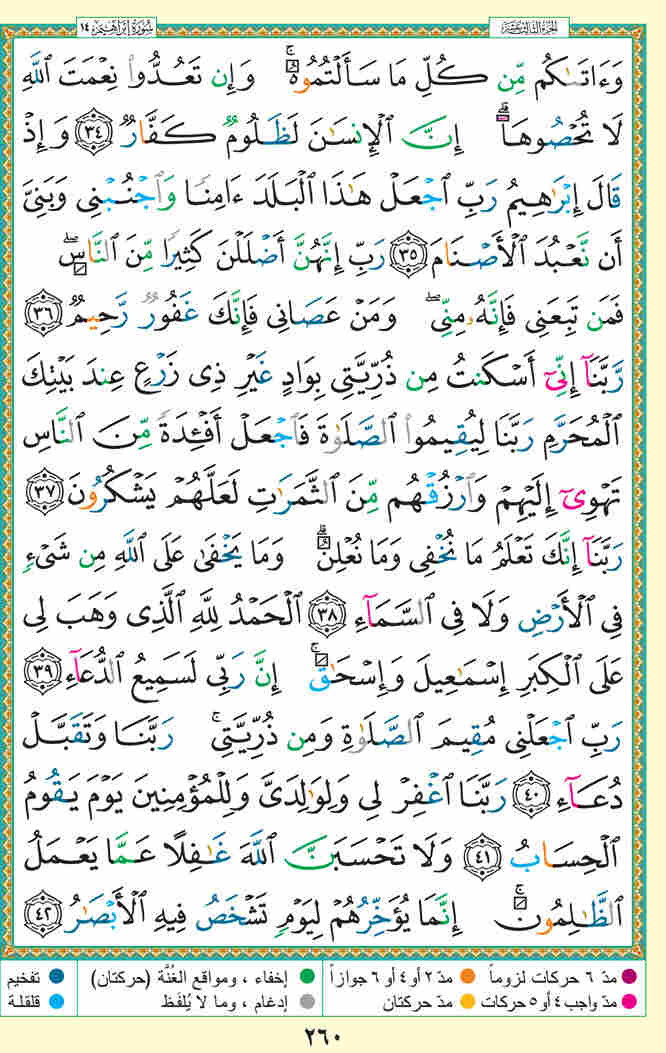 سُورَةُ إِبْرَاهِيم ١٤ الجزء الثالث عشر
وَءَاتَىٰكُم مِّن كُلِّ مَا سَأَلْتُمُوهُ ۚ وَإِن تَعُدُّوا۟ نِعْمَتَ ٱللَّهِ
لَا تُحْصُوهَا ۗ إِنَّ ٱلْإِنسَٰنَ لَظَلُومٌ كَفَّارٌ ٣٤ وَإِذْ
قَالَ إِبْرَٰهِيمُ رَبِّ ٱجْعَلْ هَٰذَا ٱلْبَلَدَ ءَامِنًا وَٱجْنُبْنِى وَبَنِىَّ
أَن نَّعْبُدَ ٱلْأَصْنَامَ ٣٥ رَبِّ إِنَّهُنَّ أَضْلَلْنَ كَثِيرًا مِّنَ ٱلنَّاسِ ۖ
فَمَن تَبِعَنِى فَإِنَّهُۥ مِنِّى ۖ وَمَنْ عَصَانِى فَإِنَّكَ غَفُورٌ رَّحِيمٌ ٣٦
رَّبَّنَآ إِنِّىٓ أَسْكَنتُ مِن ذُرِّيَّتِى بِوَادٍ غَيْرِ ذِى زَرْعٍ عِندَ بَيْتِكَ
ٱلْمُحَرَّمِ رَبَّنَا لِيُقِيمُوا۟ ٱلصَّلَوٰةَ فَٱجْعَلْ أَفْـِٔدَةً مِّنَ ٱلنَّاسِ
تَهْوِىٓ إِلَيْهِمْ وَٱرْزُقْهُم مِّنَ ٱلثَّمَرَٰتِ لَعَلَّهُمْ يَشْكُرُونَ ٣٧
رَبَّنَآ إِنَّكَ تَعْلَمُ مَا نُخْفِى وَمَا نُعْلِنُ ۗ وَمَا يَخْفَىٰ عَلَى ٱللَّهِ مِن شَىْءٍ
فِى ٱلْأَرْضِ وَلَا فِى ٱلسَّمَآءِ ٣٨ ٱلْحَمْدُ لِلَّهِ ٱلَّذِى وَهَبَ لِى
عَلَى ٱلْكِبَرِ إِسْمَٰعِيلَ وَإِسْحَٰقَ ۚ إِنَّ رَبِّى لَسَمِيعُ ٱلدُّعَآءِ ٣٩
رَبِّ ٱجْعَلْنِى مُقِيمَ ٱلصَّلَوٰةِ وَمِن ذُرِّيَّتِى ۚ رَبَّنَا وَتَقَبَّلْ
دُعَآءِ ٤٠ رَبَّنَا ٱغْفِرْ لِى وَلِوَٰلِدَىَّ وَلِلْمُؤْمِنِينَ يَوْمَ يَقُومُ
ٱلْحِسَابُ ٤١ وَلَا تَحْسَبَنَّ ٱللَّهَ غَٰفِلًا عَمَّا يَعْمَلُ
ٱلظَّٰلِمُونَ ۚ إِنَّمَا يُؤَخِّرُهُمْ لِيَوْمٍ تَشْخَصُ فِيهِ ٱلْأَبْصَٰرُ ٤٢
مدّ ٦ حركات لزوماً مدّ ٢ أو ٤ أو ٦ جوازاً إخفاء ، ومواقع الغُنَّة (حركتان) تفخيم
مدّ واجب ٤ أو ٥ حركات مدّ حركتان إدغام ، وما لا يُلفَظ قلقلة
٢٦٠